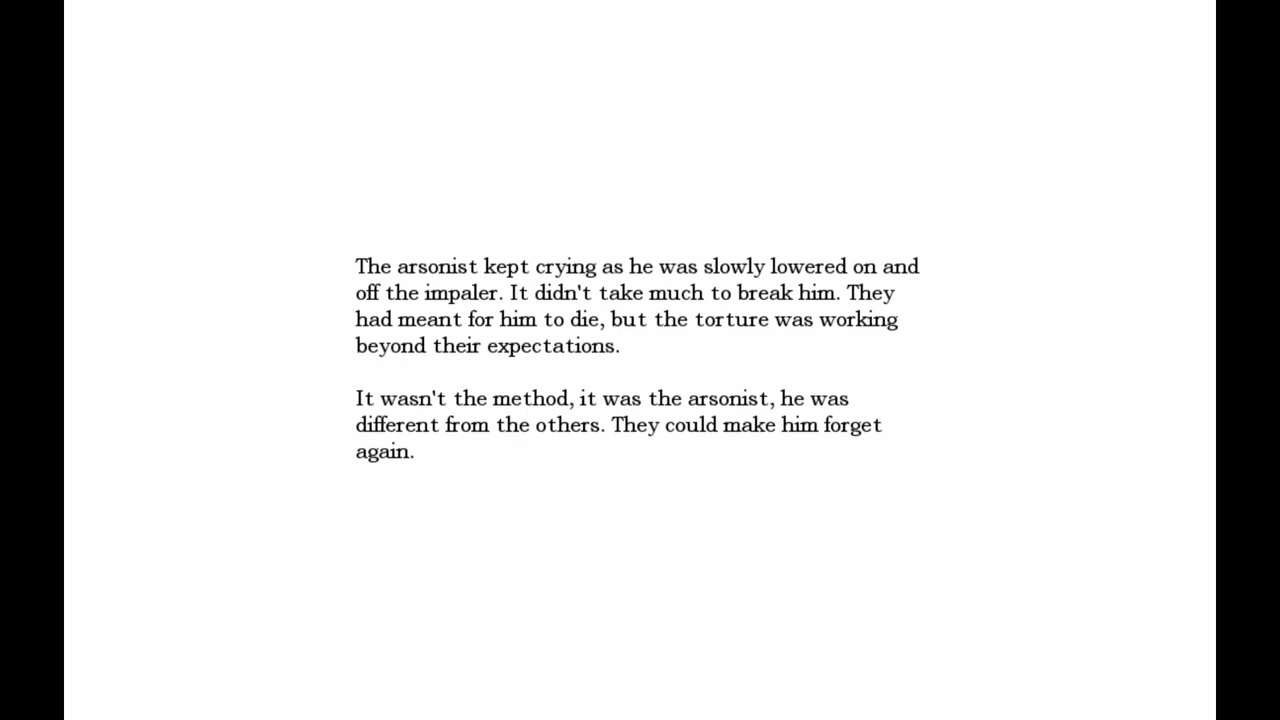 The arsonist kept crying as he was slowly lowered on and
off the impaler. It didn't take much to break him. They
had meant for him to die, but the torture was working
beyond their expectations.
It wasn't the method, it was the arsonist, he was
different from the others. They could make him forget
again.